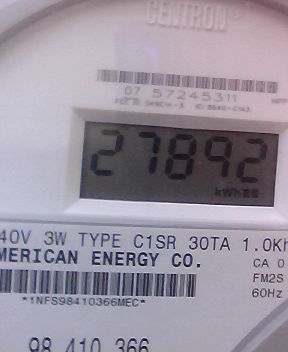 CENTRON®
07 57245311
27892
kWh
40V 3W TYPE C1SR 30TA 1.0Kh
MERICAN ENERGY CO.
CA 0
FM2S
60Hz
*1NFS98410366MEC*
98 410 366